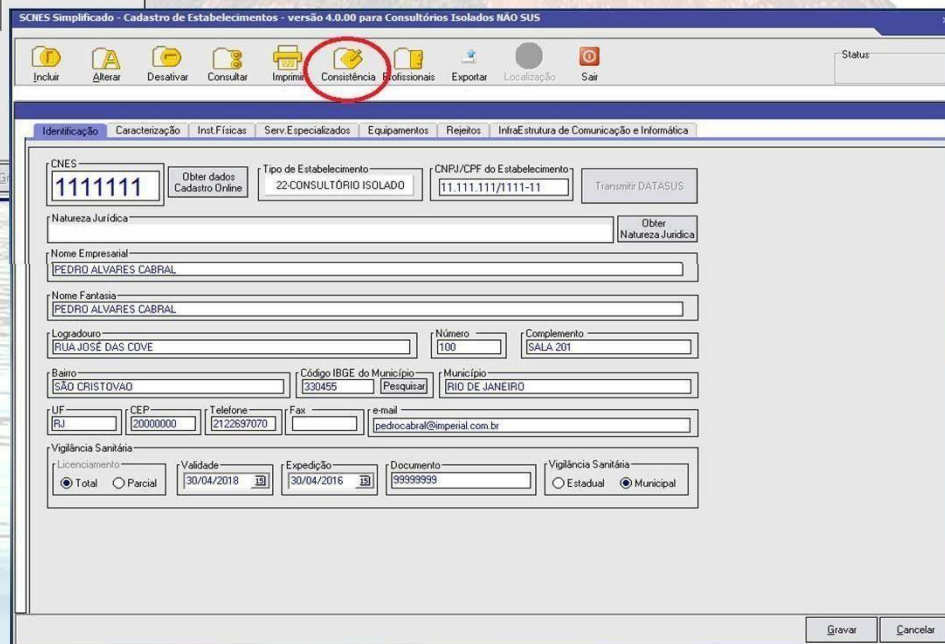 SCNES Simplificado - Cadastro de Estabelecimentos - versão 4.0.00 para Consultórios Isolados NÃO SUS
Incluir Alterar Desativar Consultar Imprimir Consistência Profissionais Exportar Localização Sair
Status
Identificação Caracterização Inst.Físicas Serv.Especializados Equipamentos Rejeitos InfraEstrutura de Comunicação e Informática
CNES Tipo de Estabelecimento CNPJ/CPF do Estabelecimento
1111111 Obter dados Cadastro Online 22-CONSULTÓRIO ISOLADO 11.111.111/1111-11 Transmitir DATASUS
Natureza Jurídica
Obter
Natureza Juridica
Nome Empresarial
PEDRO ALVARES CABRAL
Nome Fantasia
PEDRO ALVARES CABRAL
Logradouro Número Complemento
RUA JOSÉ DAS COVE 100 SALA 201
Bairro Código IBGE do Município Município
SÃO CRISTOVAO 330455 Pesquisar RIO DE JANEIRO
UF CEP Telefone Fax e-mail
RJ 20000000 2122697070 pedrocabral@imperial.com.br
Vigilância Sanitária
Licenciamento Validade Expedição Documento Vigilância Sanitária
Total Parcial 30/04/2018 15 30/04/2016 15 99999999 Estadual Municipal
Gravar Cancelar